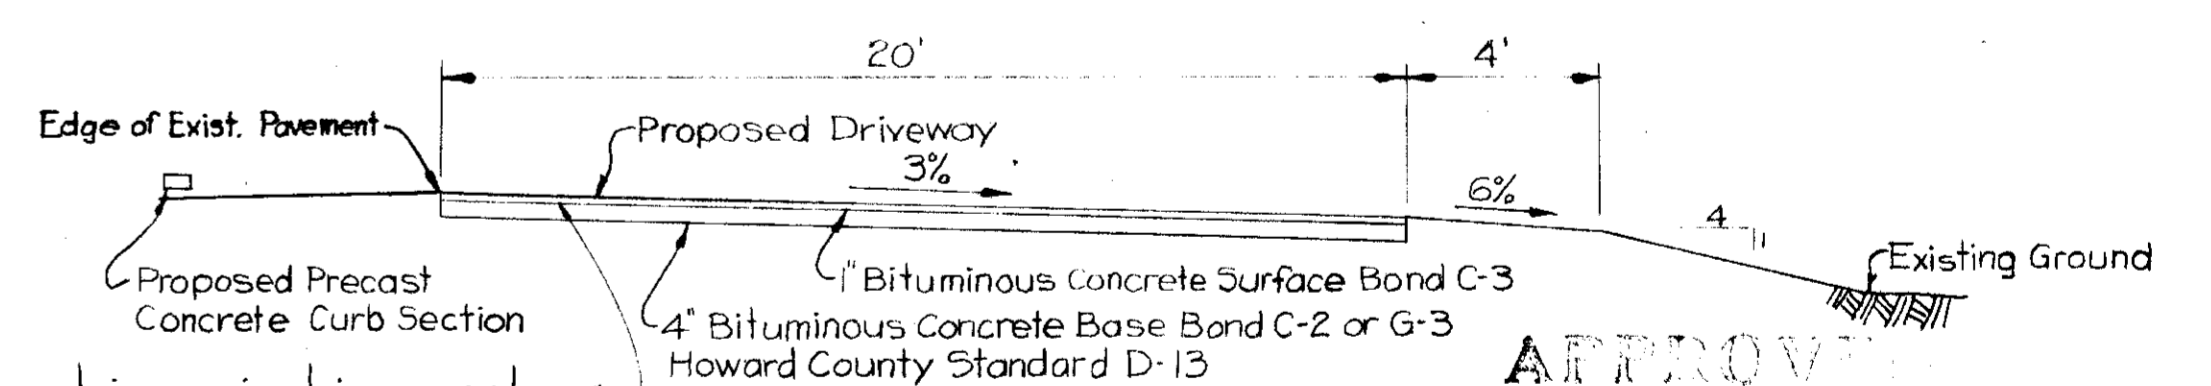 20'
4'
Edge of Exist. Pavement
Proposed Driveway
3%
6%
4
1
Existing Ground
Proposed Precast
Concrete Curb Section
1" Bituminous Concrete Surface Bond C-3
4" Bituminous Concrete Base Bond C-2 or G-3
Howard County Standard D-13